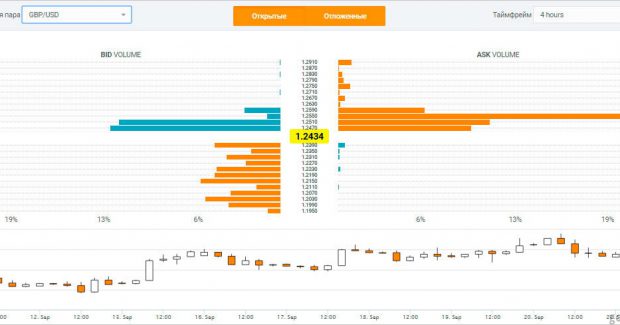 я пара
GBP/USD
Открытые
Отложенные
Таймфрейм
4 hours
BID VOLUME
ASK VOLUME
1.2910
1.2870
1.2830
1.2790
1.2750
1.2710
1.2670
1.2630
1.2590
1.2550
1.2510
1.2470
1.2434
1.2390
1.2350
1.2310
1.2270
1.2230
1.2190
1.2150
1.2110
1.2070
1.2030
1.1990
1.1950
19%
13%
6%
6%
13%
19%
00
12:00
12. Sep
12:00
13. Sep
12:00
16. Sep
12:00
17. Sep
12:00
18. Sep
12:00
19. Sep
12:00
20. Sep
12:00